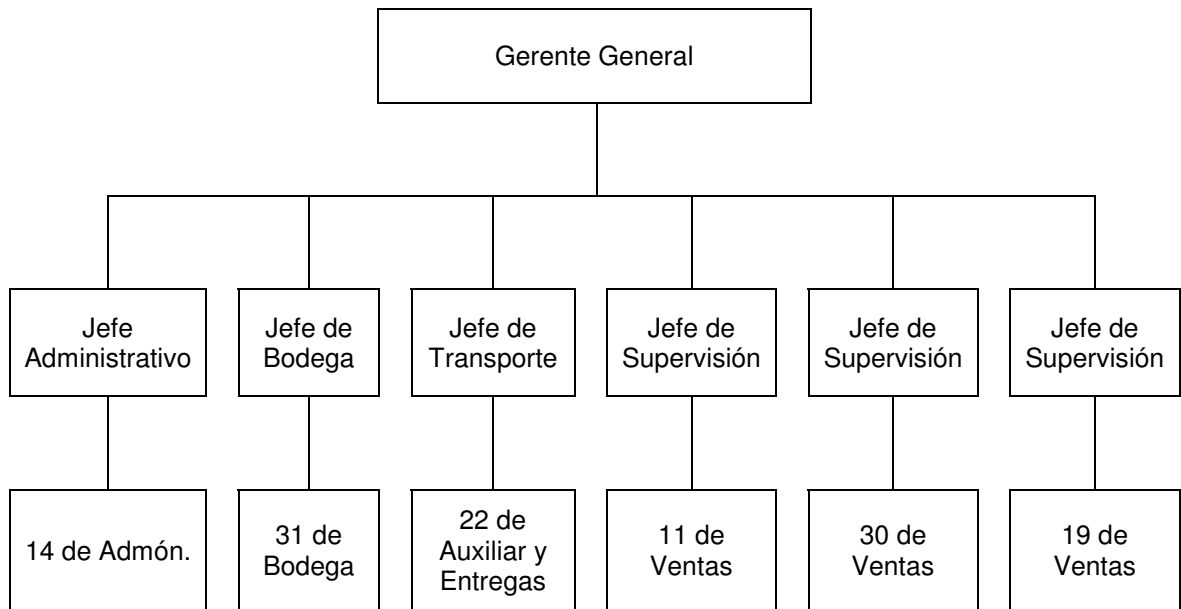 Gerente General
Jefe
Administrativo
Jefe de
Bodega
Jefe de
Transporte
Jefe de
Supervisión
Jefe de
Supervisión
Jefe de
Supervisión
14 de Admón.
31 de
Bodega
22 de
Auxiliar y
Entregas
11 de
Ventas
30 de
Ventas
19 de
Ventas